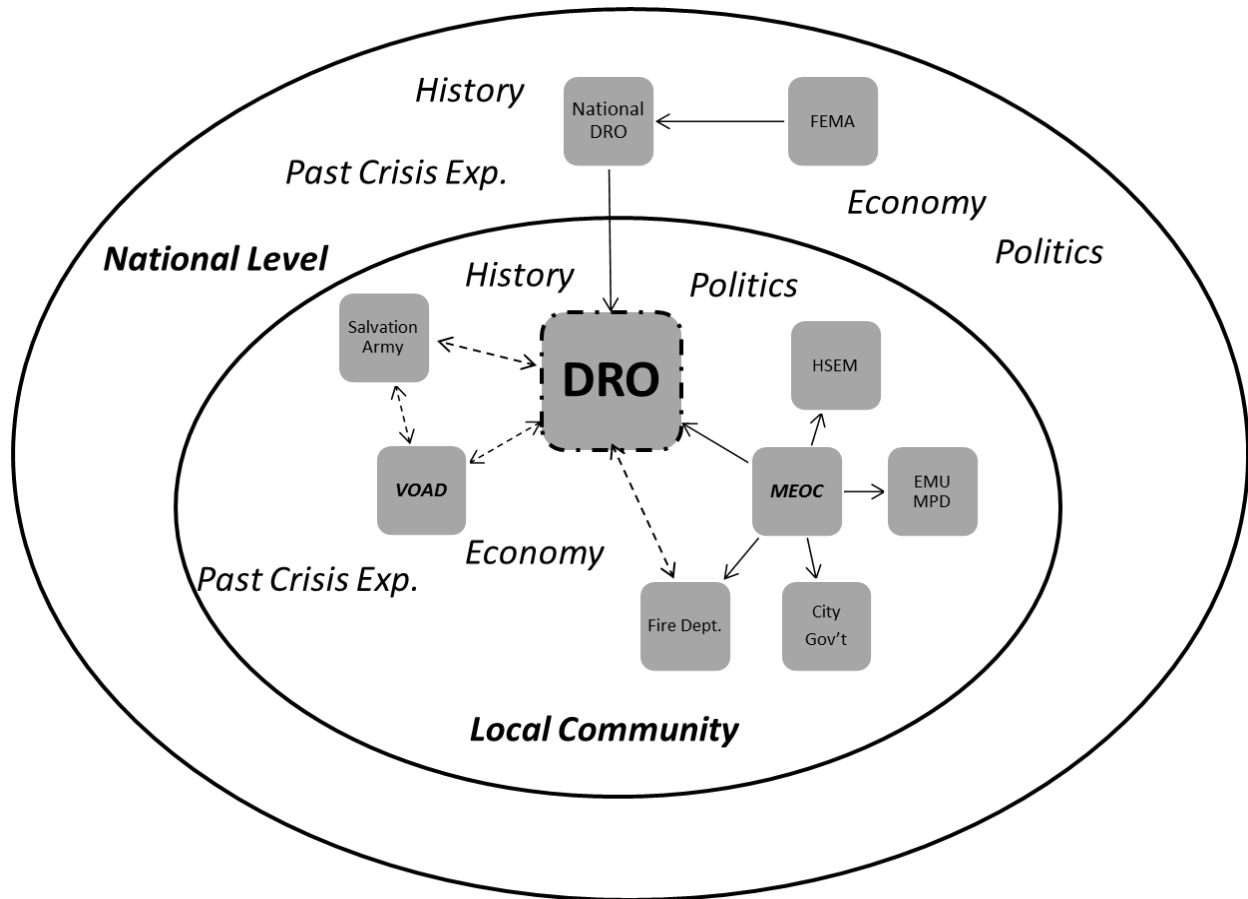 History
National
DRO
FEMA
Past Crisis Exp.
Economy
Politics
National Level
History
Politics
Salvation
Army
DRO
HSEM
VOAD
MEOC
EMU
MPD
Economy
Past Crisis Exp.
Fire Dept.
City
Gov't
Local Community